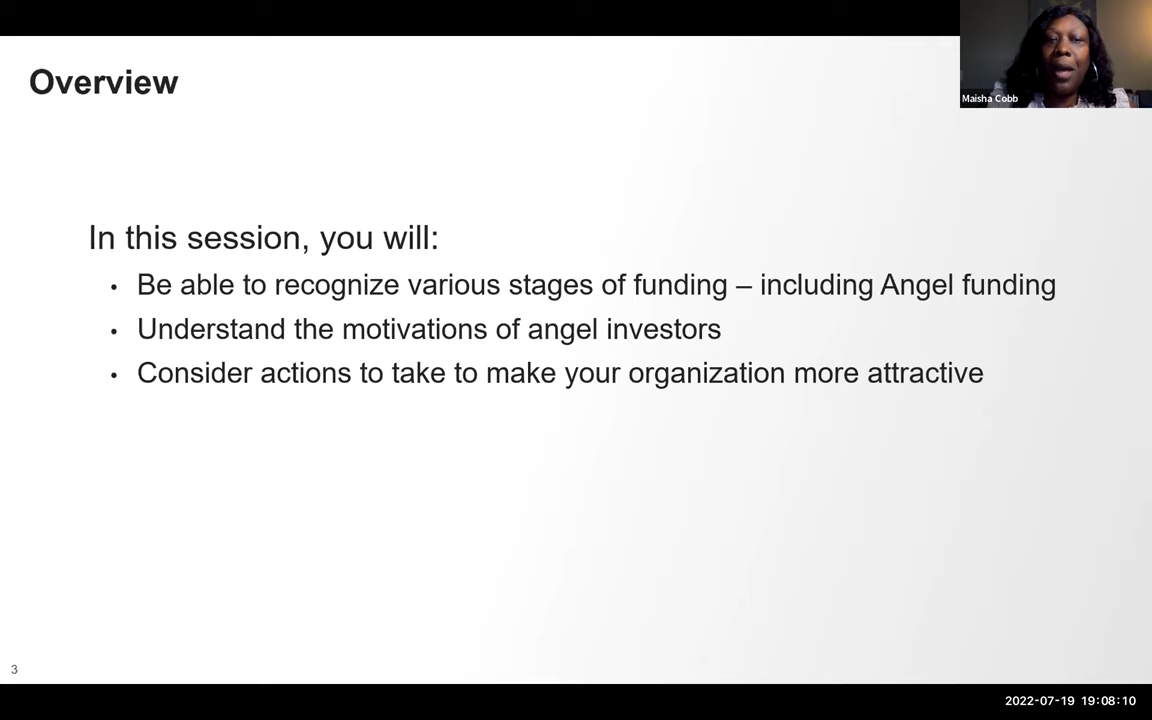 Overview
Maisha Cobb
In this session, you will:
• Be able to recognize various stages of funding – including Angel funding
• Understand the motivations of angel investors
• Consider actions to take to make your organization more attractive
3
2022-07-19 19:08:10